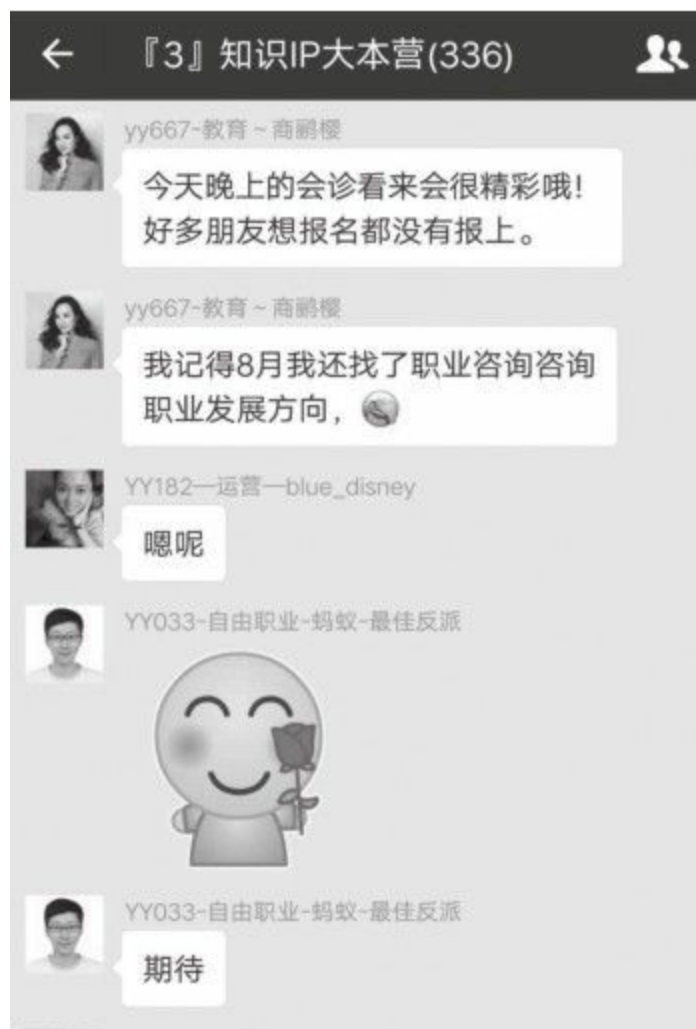 『3』知识IP大本营(336)
yy667-教育~商鹂樱
今天晚上的会诊看来会很精彩哦!
好多朋友想报名都没有报上。
yy667-教育~商鹂樱
我记得8月我还找了职业咨询咨询
职业发展方向，
YY182—运营—blue_disney
嗯呢
YY033-自由职业-蚂蚁-最佳反派
YY033-自由职业-蚂蚁-最佳反派
期待